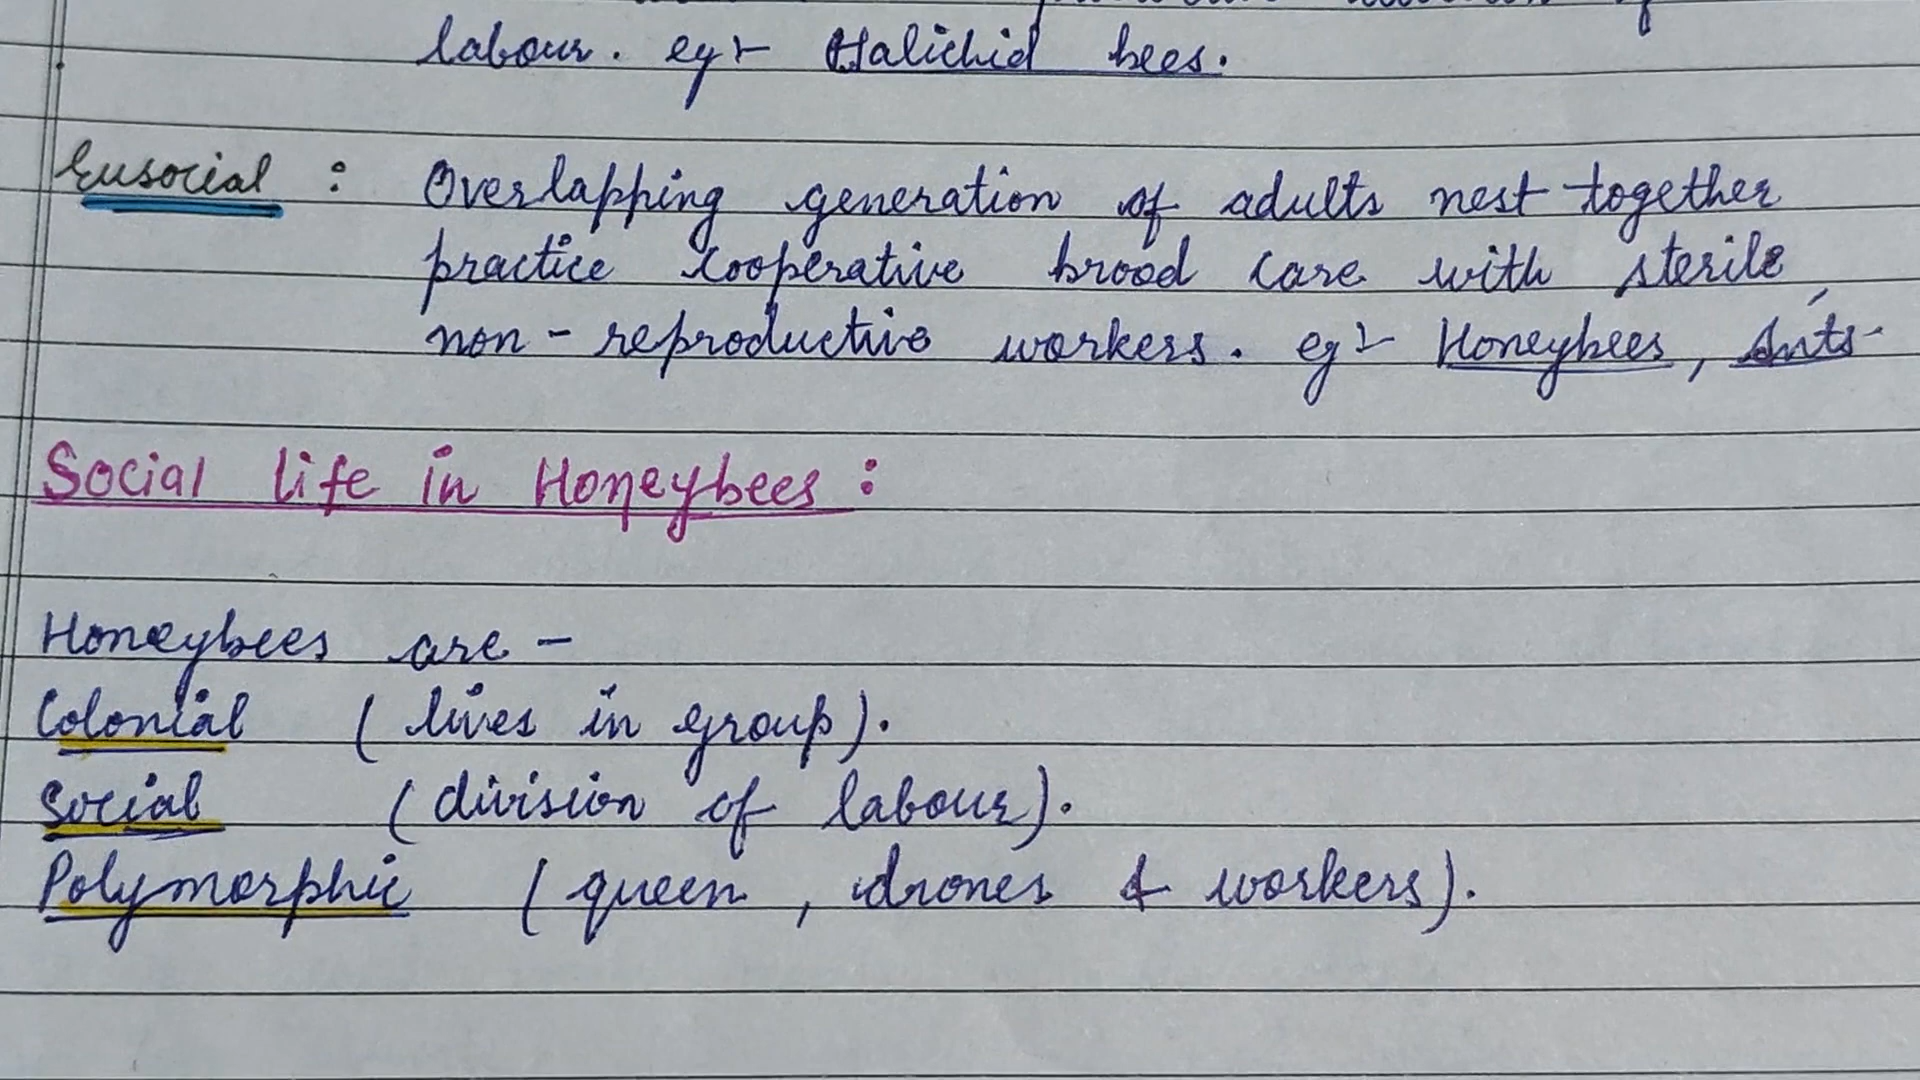 labour. eg:- Halichid bees.
Eusocial : Overlapping generation of adults nest together
practice cooperative brood care with sterile
non-reproductive workers. eg:- Honeybees, Ants.
Social life in Honeybees :
Honeybees are -
Colonial (lives in group).
Social (division of labour).
Polymorphic (queen, drones & workers).